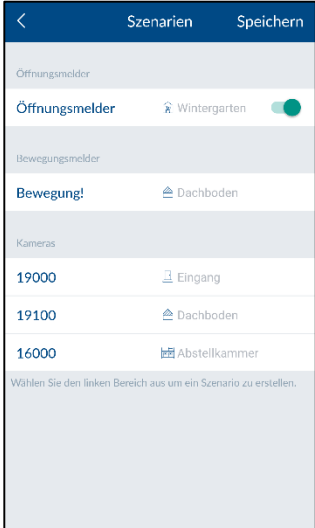 Szenarien Speichern
Öffnungsmelder
Öffnungsmelder Wintergarten
Bewegungsmelder
Bewegung! Dachboden
Kameras
19000 Eingang
19100 Dachboden
16000 Abstellkammer
Wählen Sie den linken Bereich aus um ein Szenario zu erstellen.